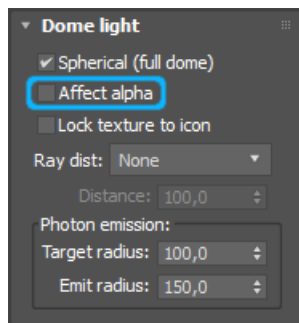 Dome light
Spherical (full dome)
Affect alpha
Lock texture to icon
Ray dist: None
Distance: 100,0
Photon emission:
Target radius: 100,0
Emit radius: 150,0